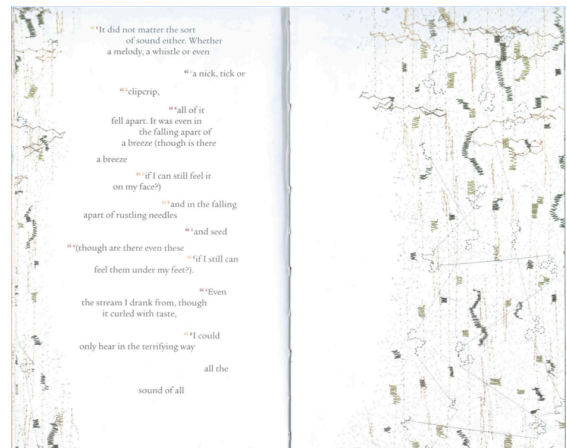 “‘It did not matter the sort
of sound either. Whether
a melody, a whistle or even
“‘a nick, tick or
“‘clipcrip,
“‘all of it
fell apart. It was even in
the falling apart of
a breeze (though is there
a breeze
“‘if I can still feel it
on my face?)
“‘and in the falling
apart of rustling needles
“‘and seed
“‘(though are there even these
“‘if I still can
feel them under my feet?).
“‘Even
the stream I drank from, though
it curled with taste,
“‘I could
only hear in the terrifying way
all the
sound of all